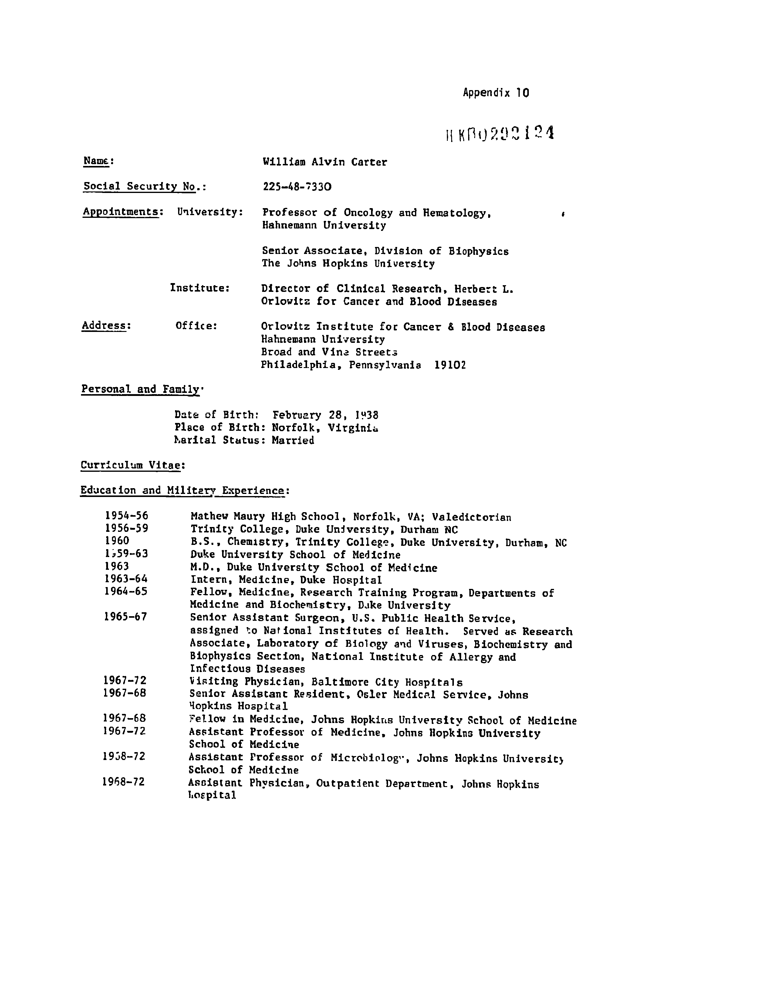 Appendix 10
HKP0292124
Name: William Alvin Carter
Social Security No.: 225-48-7330
Appointments: University: Professor of Oncology and Hematology,
Hahnemann University
Senior Associate, Division of Biophysics
The Johns Hopkins University
Institute: Director of Clinical Research, Herbert L.
Orlowitz for Cancer and Blood Diseases
Address: Office: Orlowitz Institute for Cancer & Blood Diseases
Hahnemann University
Broad and Vine Streets
Philadelphia, Pennsylvania 19102
Personal and Family:
Date of Birth: February 28, 1938
Place of Birth: Norfolk, Virginia
Marital Status: Married
Curriculum Vitae:
Education and Military Experience:
1954-56 Mathew Maury High School, Norfolk, VA; Valedictorian
1956-59 Trinity College, Duke University, Durham NC
1960 B.S., Chemistry, Trinity College, Duke University, Durham, NC
1959-63 Duke University School of Medicine
1963 M.D., Duke University School of Medicine
1963-64 Intern, Medicine, Duke Hospital
1964-65 Fellow, Medicine, Research Training Program, Departments of
Medicine and Biochemistry, Duke University
1965-67 Senior Assistant Surgeon, U.S. Public Health Service,
assigned to National Institutes of Health. Served as Research
Associate, Laboratory of Biology and Viruses, Biochemistry and
Biophysics Section, National Institute of Allergy and
Infectious Diseases
1967-72 Visiting Physician, Baltimore City Hospitals
1967-68 Senior Assistant Resident, Osler Medical Service, Johns
Hopkins Hospital
1967-68 Fellow in Medicine, Johns Hopkins University School of Medicine
1967-72 Assistant Professor of Medicine, Johns Hopkins University
School of Medicine
1968-72 Assistant Professor of Microbiology, Johns Hopkins University
School of Medicine
1968-72 Assistant Physician, Outpatient Department, Johns Hopkins
Hospital